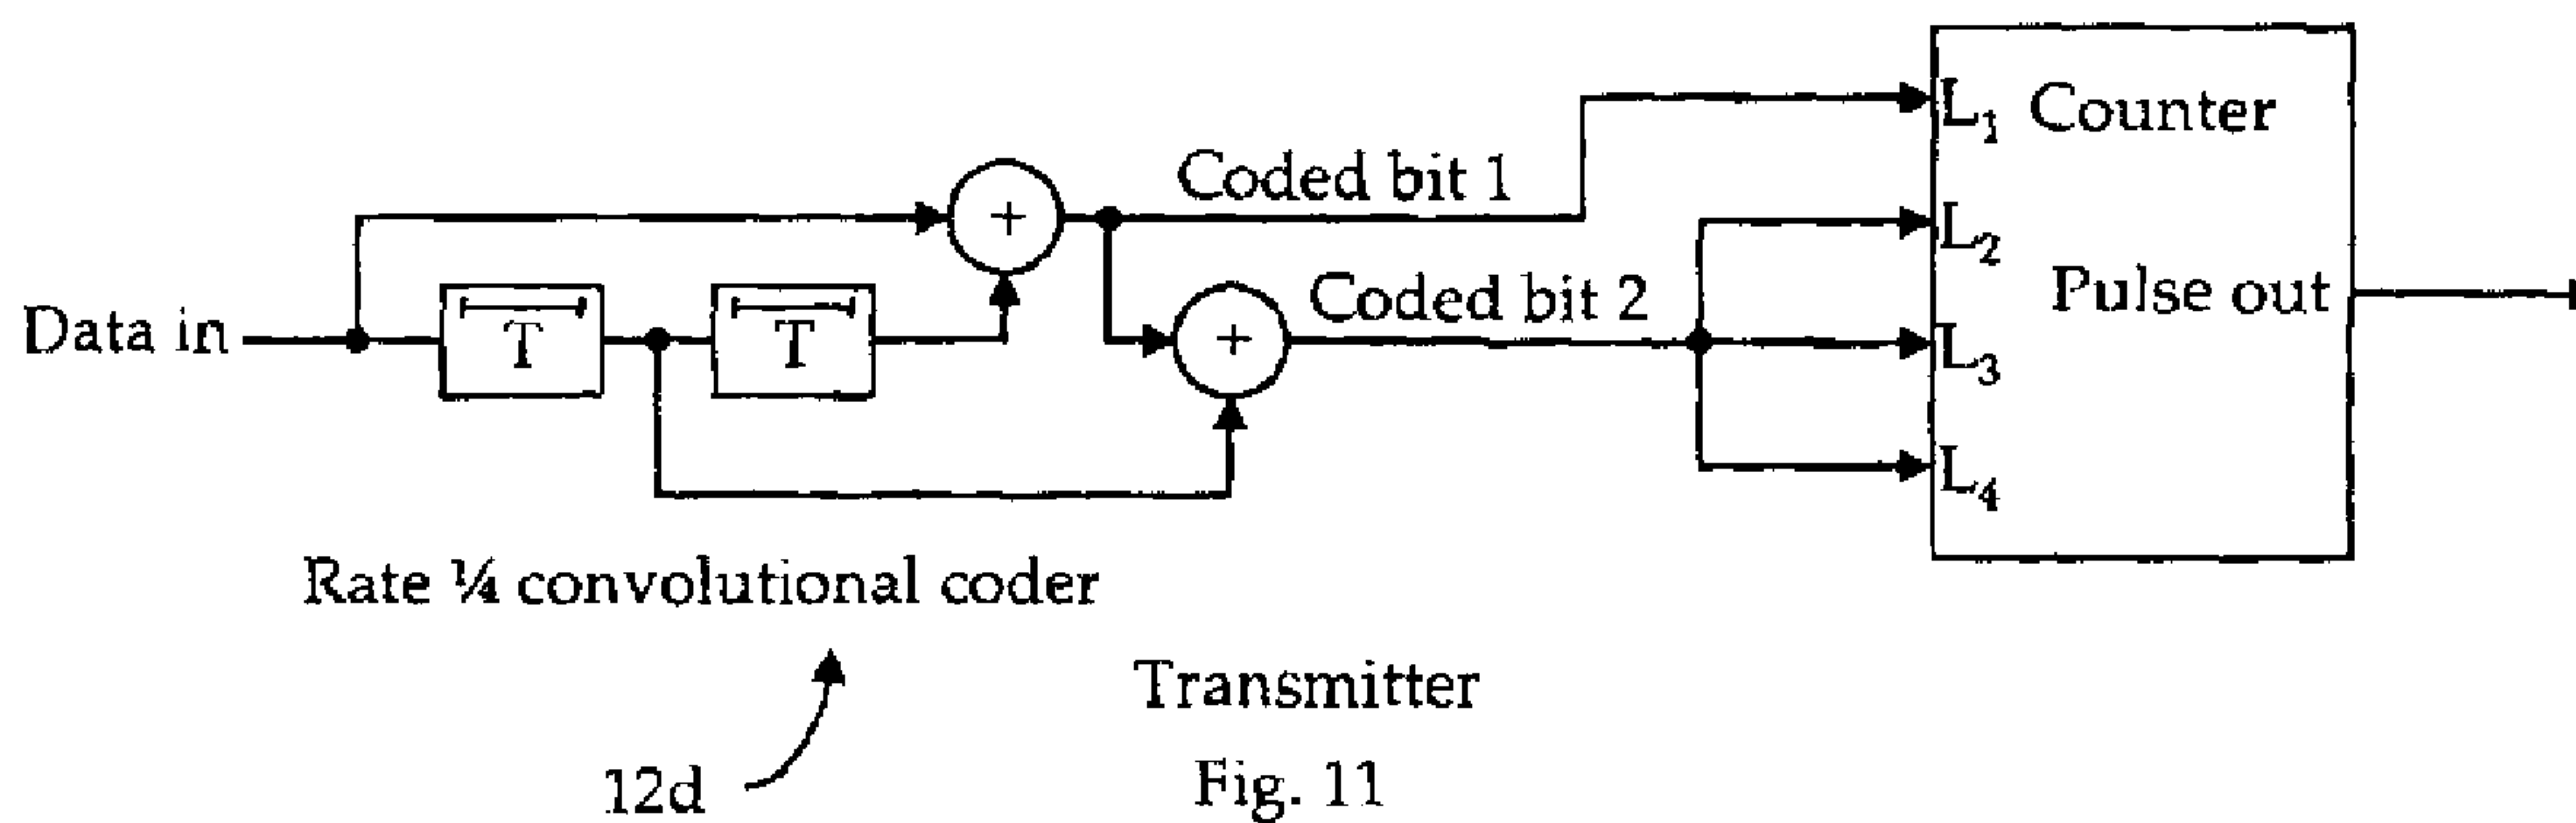 L₁ Counter
Coded bit 1
L₂
Data in
T
T
+
+
Coded bit 2
Pulse out
L₃
L₄
Rate ¼ convolutional coder
Transmitter
12d
Fig. 11